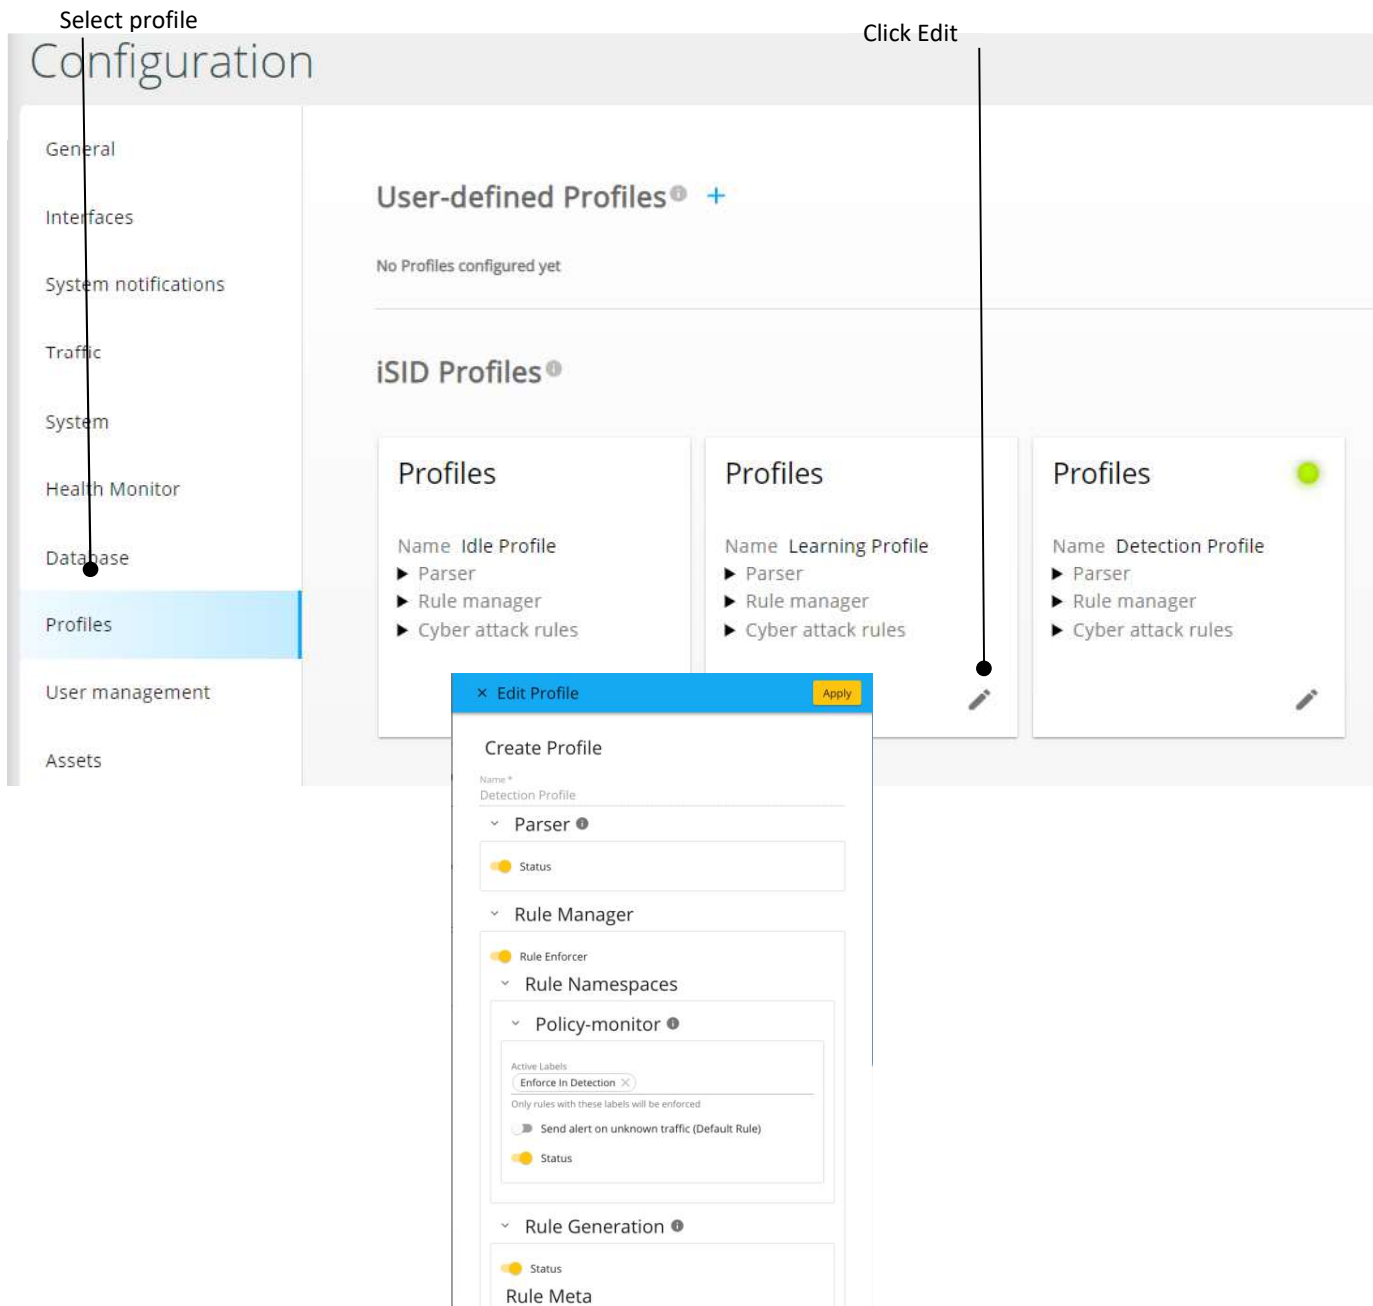 Select profile
Click Edit
Configuration
General
Interfaces
System notifications
Traffic
System
Health Monitor
Database
Profiles
User management
Assets
User-defined Profiles +
No Profiles configured yet
iSID Profiles
Profiles
Name Idle Profile
Parser
Rule manager
Cyber attack rules
Profiles
Name Learning Profile
Parser
Rule manager
Cyber attack rules
Profiles
Name Detection Profile
Parser
Rule manager
Cyber attack rules
× Edit Profile
Apply
Create Profile
Name *
Detection Profile
Parser
Status
Rule Manager
Rule Enforcer
Rule Namespaces
Policy-monitor
Active Labels
Enforce In Detection
Only rules with these labels will be enforced
Send alert on unknown traffic (Default Rule)
Status
Rule Generation
Status
Rule Meta